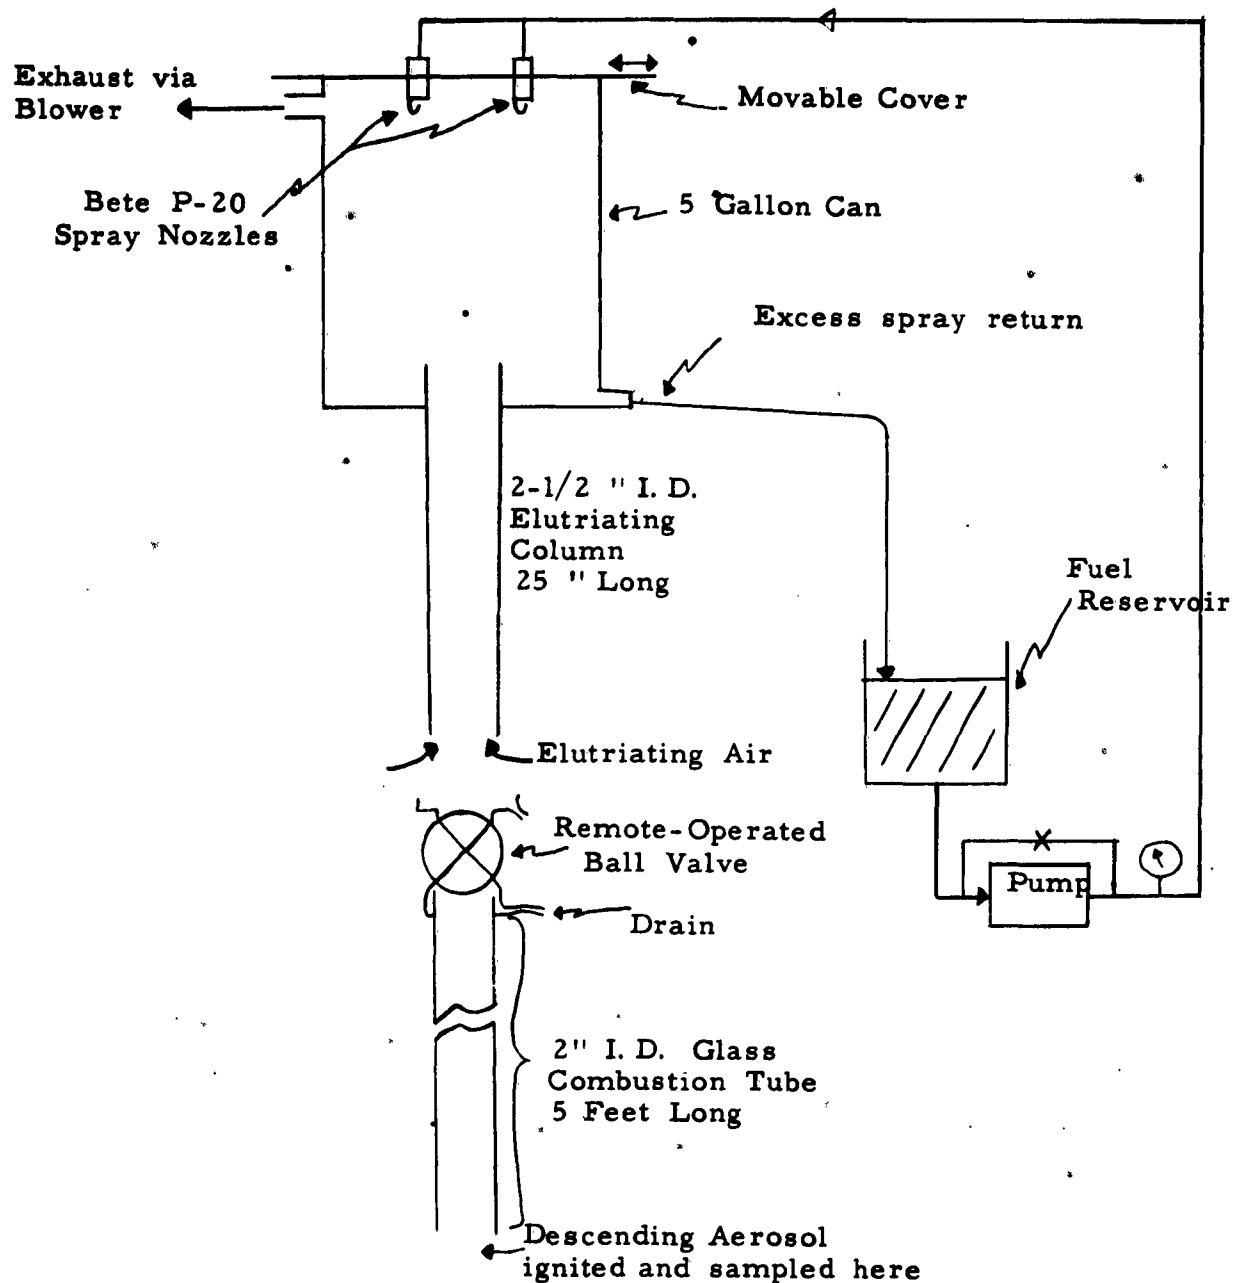 Exhaust via
Blower
Movable Cover
Bete P-20
Spray Nozzles
5 Gallon Can
Excess spray return
2-1/2 " I. D.
Elutriating
Column
25 " Long
Fuel
Reservoir
Elutriating Air
Remote-Operated
Ball Valve
Pump
Drain
2" I. D. Glass
Combustion Tube
5 Feet Long
Descending Aerosol
ignited and sampled here